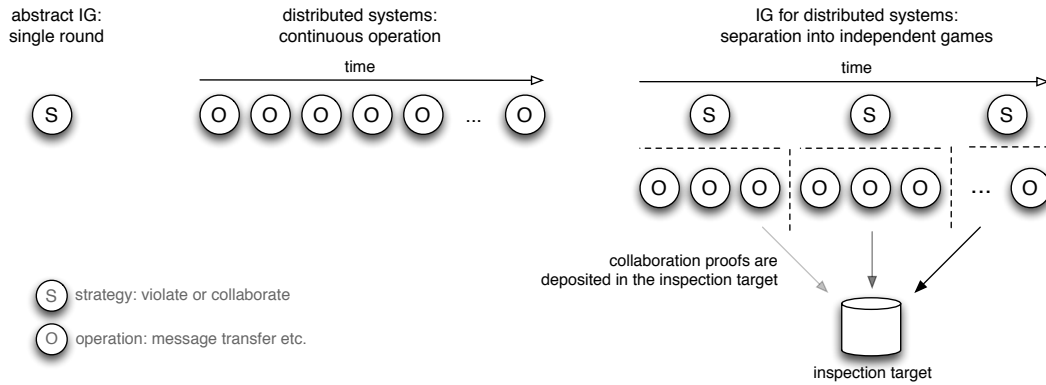 abstract IG:
single round
S
distributed systems:
continuous operation
time
O O O O O ... O
IG for distributed systems:
separation into independent games
time
S S S
O O O O O O ... O
collaboration proofs are
deposited in the inspection target
inspection target
S strategy: violate or collaborate
O operation: message transfer etc.